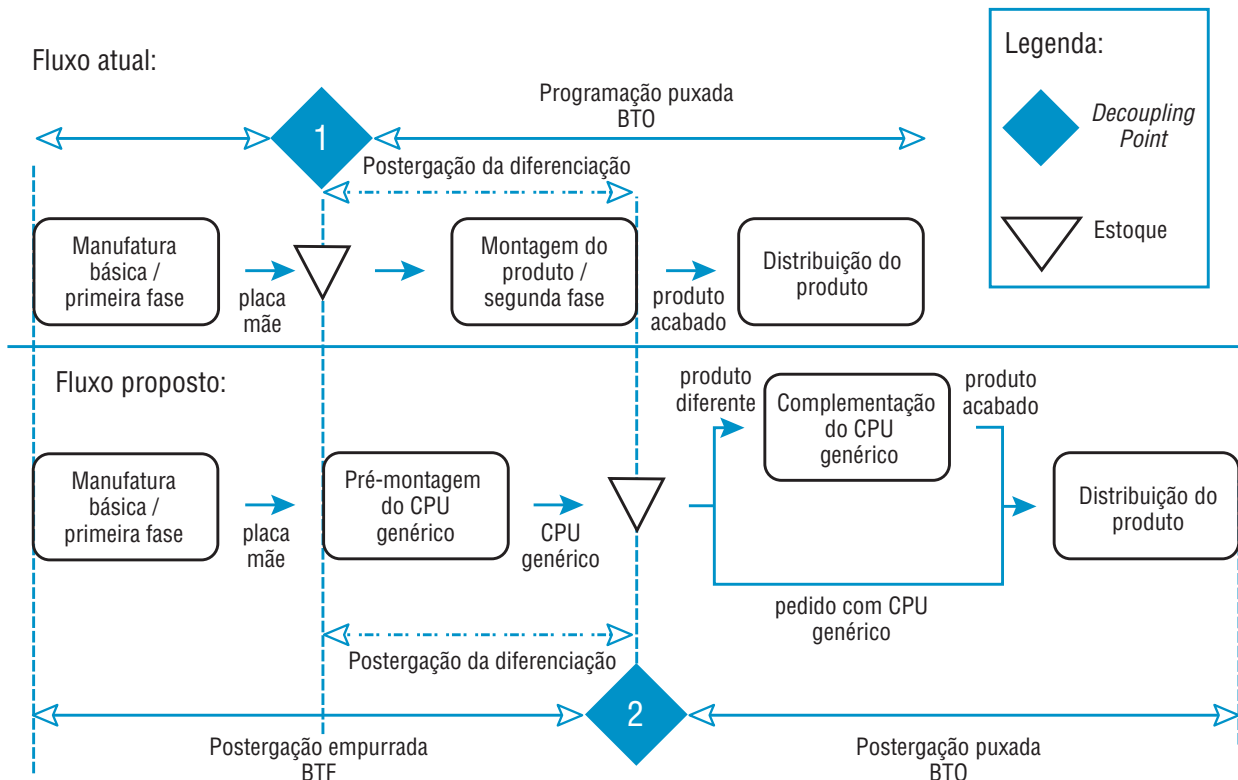 Fluxo atual:
Programação puxada
BTO
1
Postergação da diferenciação
Legenda:
Decoupling
Point
Estoque
Manufatura
básica /
primeira fase
placa
mãe
Montagem do
produto /
segunda fase
produto
acabado
Distribuição do
produto
Fluxo proposto:
Manufatura
básica /
primeira fase
placa
mãe
Pré-montagem
do CPU
genérico
CPU
genérico
produto
diferente
Complementação
do CPU
genérico
produto
acabado
Distribuição do
produto
pedido com CPU
genérico
Postergação da diferenciação
2
Postergação empurrada
BTF
Postergação puxada
BTO